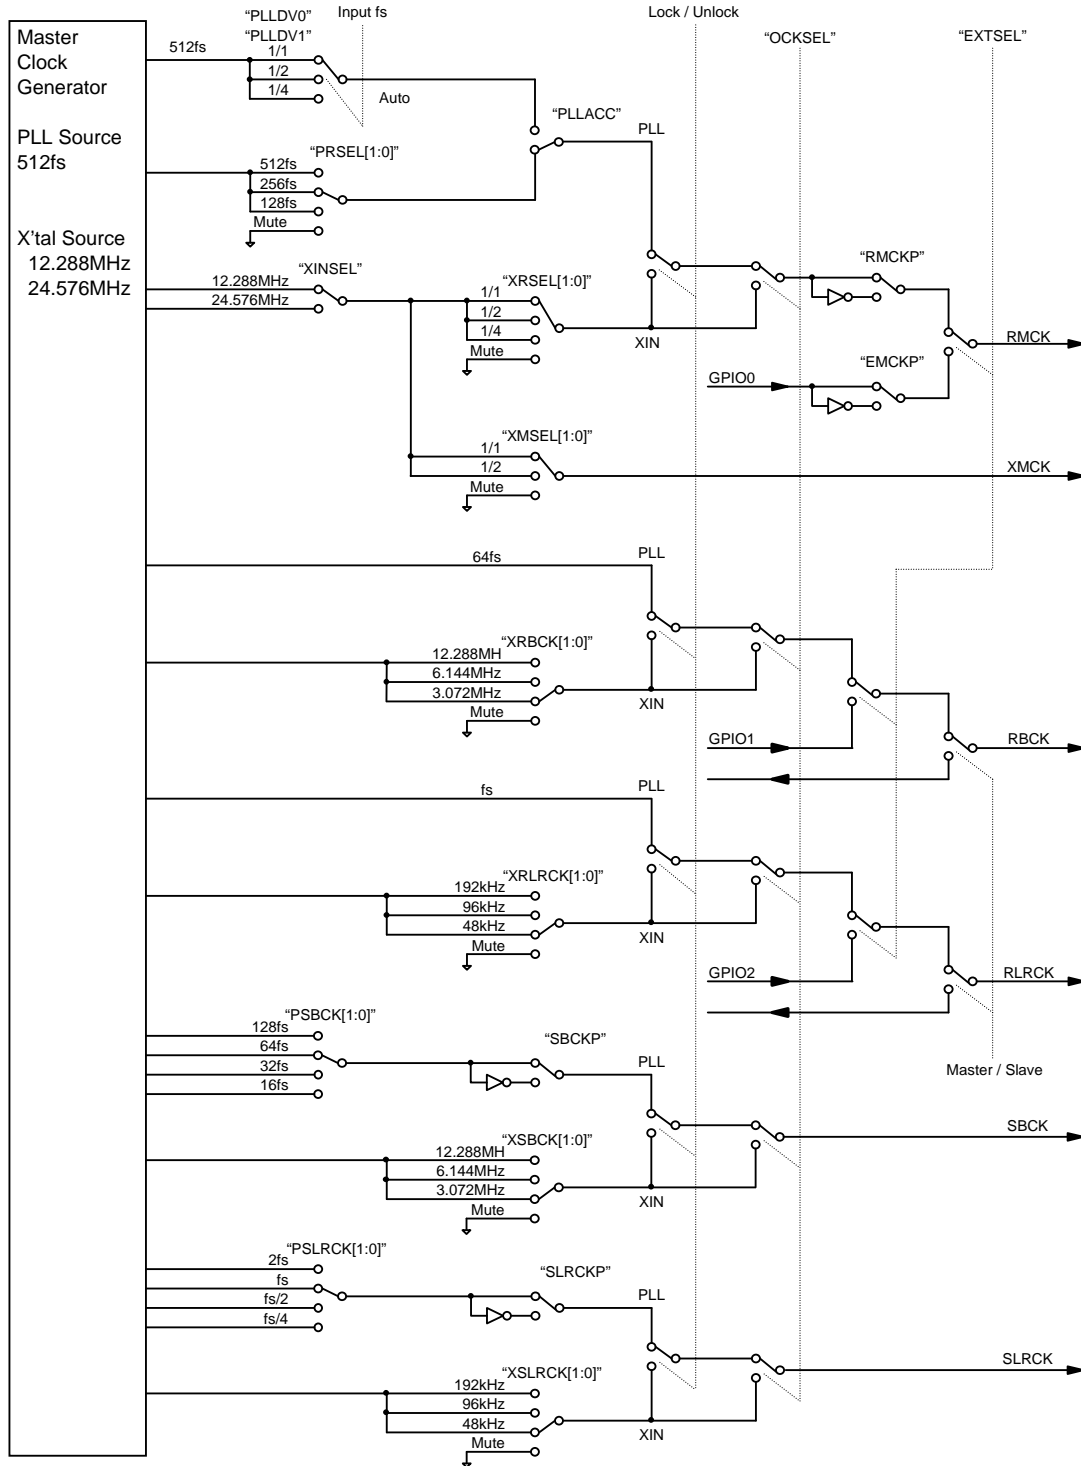 “PLLDV0”
Input fs
Lock / Unlock
Master
Clock
Generator
PLL Source
512fs
X'tal Source
12.288MHz
24.576MHz
“PLLDV1”
“OCKSEL”
“EXTSEL”
512fs
1/1
1/2
1/4
Auto
“PLLACC”
PLL
“PRSEL[1:0]”
512fs
256fs
128fs
Mute
“XINSEL”
12.288MHz
24.576MHz
“XRSEL[1:0]”
1/1
1/2
1/4
Mute
XIN
“RMCKP”
RMCK
“EMCKP”
GPIO0
“XMSEL[1:0]”
1/1
1/2
Mute
XMCK
64fs
PLL
“XRBCK[1:0]”
12.288MH
6.144MHz
3.072MHz
Mute
XIN
GPIO1
RBCK
fs
PLL
“XRLRCK[1:0]”
192kHz
96kHz
48kHz
Mute
XIN
GPIO2
RLRCK
“PSBCK[1:0]”
128fs
64fs
32fs
16fs
“SBCKP”
PLL
Master / Slave
SBCK
“XSBCK[1:0]”
12.288MH
6.144MHz
3.072MHz
Mute
XIN
“PSLRCK[1:0]”
2fs
fs
fs/2
fs/4
“SLRCKP”
PLL
SLRCK
“XSLRCK[1:0]”
192kHz
96kHz
48kHz
Mute
XIN